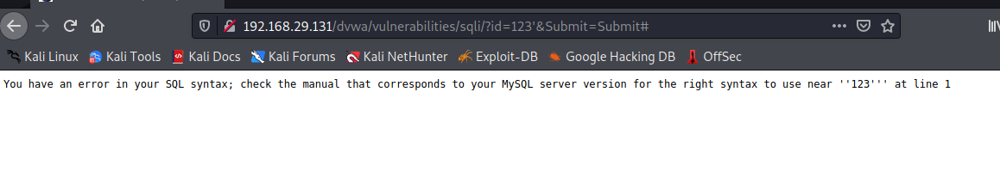 192.168.29.131/dvwa/vulnerabilities/sqli/?id=123'&Submit=Submit#
Kali Linux Kali Tools Kali Docs Kali Forums Kali NetHunter Exploit-DB Google Hacking DB OffSec
You have an error in your SQL syntax; check the manual that corresponds to your MySQL server version for the right syntax to use near ''123''' at line 1